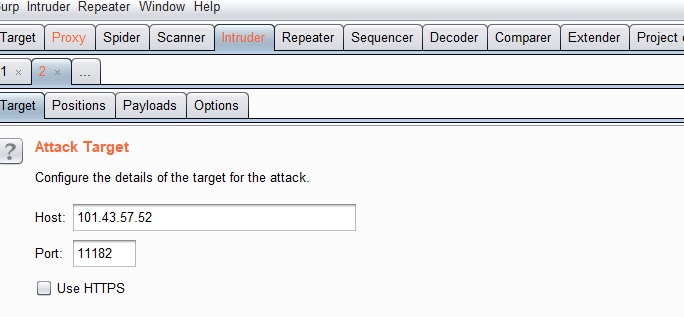 urp Intruder Repeater Window Help
Target Proxy Spider Scanner Intruder Repeater Sequencer Decoder Comparer Extender Project
1 × 2 × ...
Target Positions Payloads Options
? Attack Target
Configure the details of the target for the attack.
Host: 101.43.57.52
Port: 11182
Use HTTPS